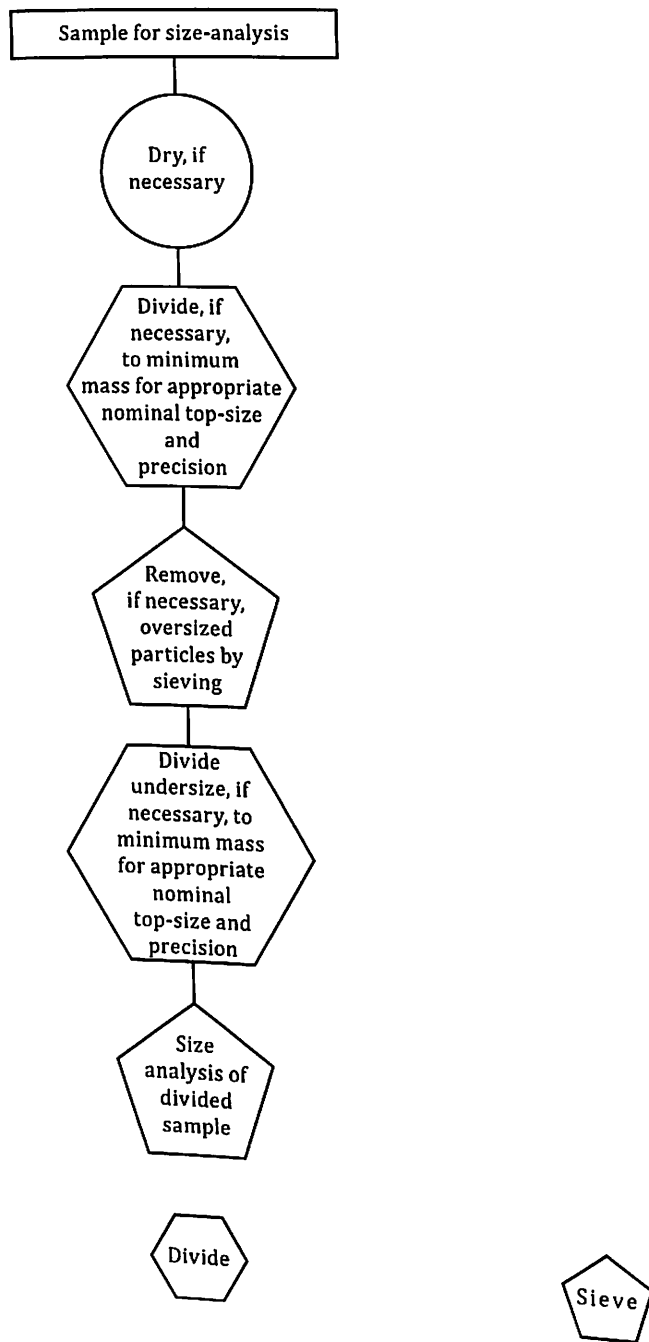 Sample for size-analysis
Dry, if
necessary
Divide, if
necessary,
to minimum
mass for appropriate
nominal top-size
and
precision
Remove,
if necessary,
oversized
particles by
sieving
Divide
undersize, if
necessary, to
minimum mass
for appropriate
nominal
top-size and
precision
Size
analysis of
divided
sample
Divide
Sieve